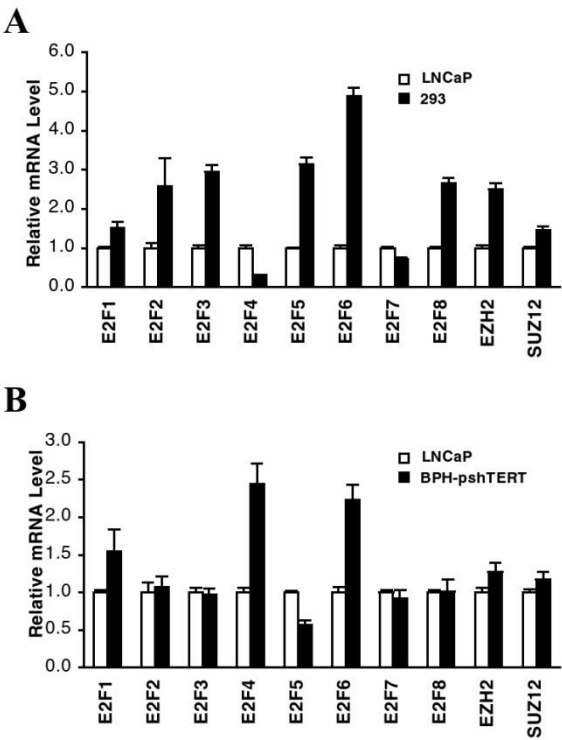 A
Relative mRNA Level
6.0
5.0
4.0
3.0
2.0
1.0
0.0
LNCaP
293
E2F1
E2F2
E2F3
E2F4
E2F5
E2F6
E2F7
E2F8
EZH2
SUZ12
B
Relative mRNA Level
3.0
2.5
2.0
1.5
1.0
0.5
0.0
LNCaP
BPH-pshTERT
E2F1
E2F2
E2F3
E2F4
E2F5
E2F6
E2F7
E2F8
EZH2
SUZ12